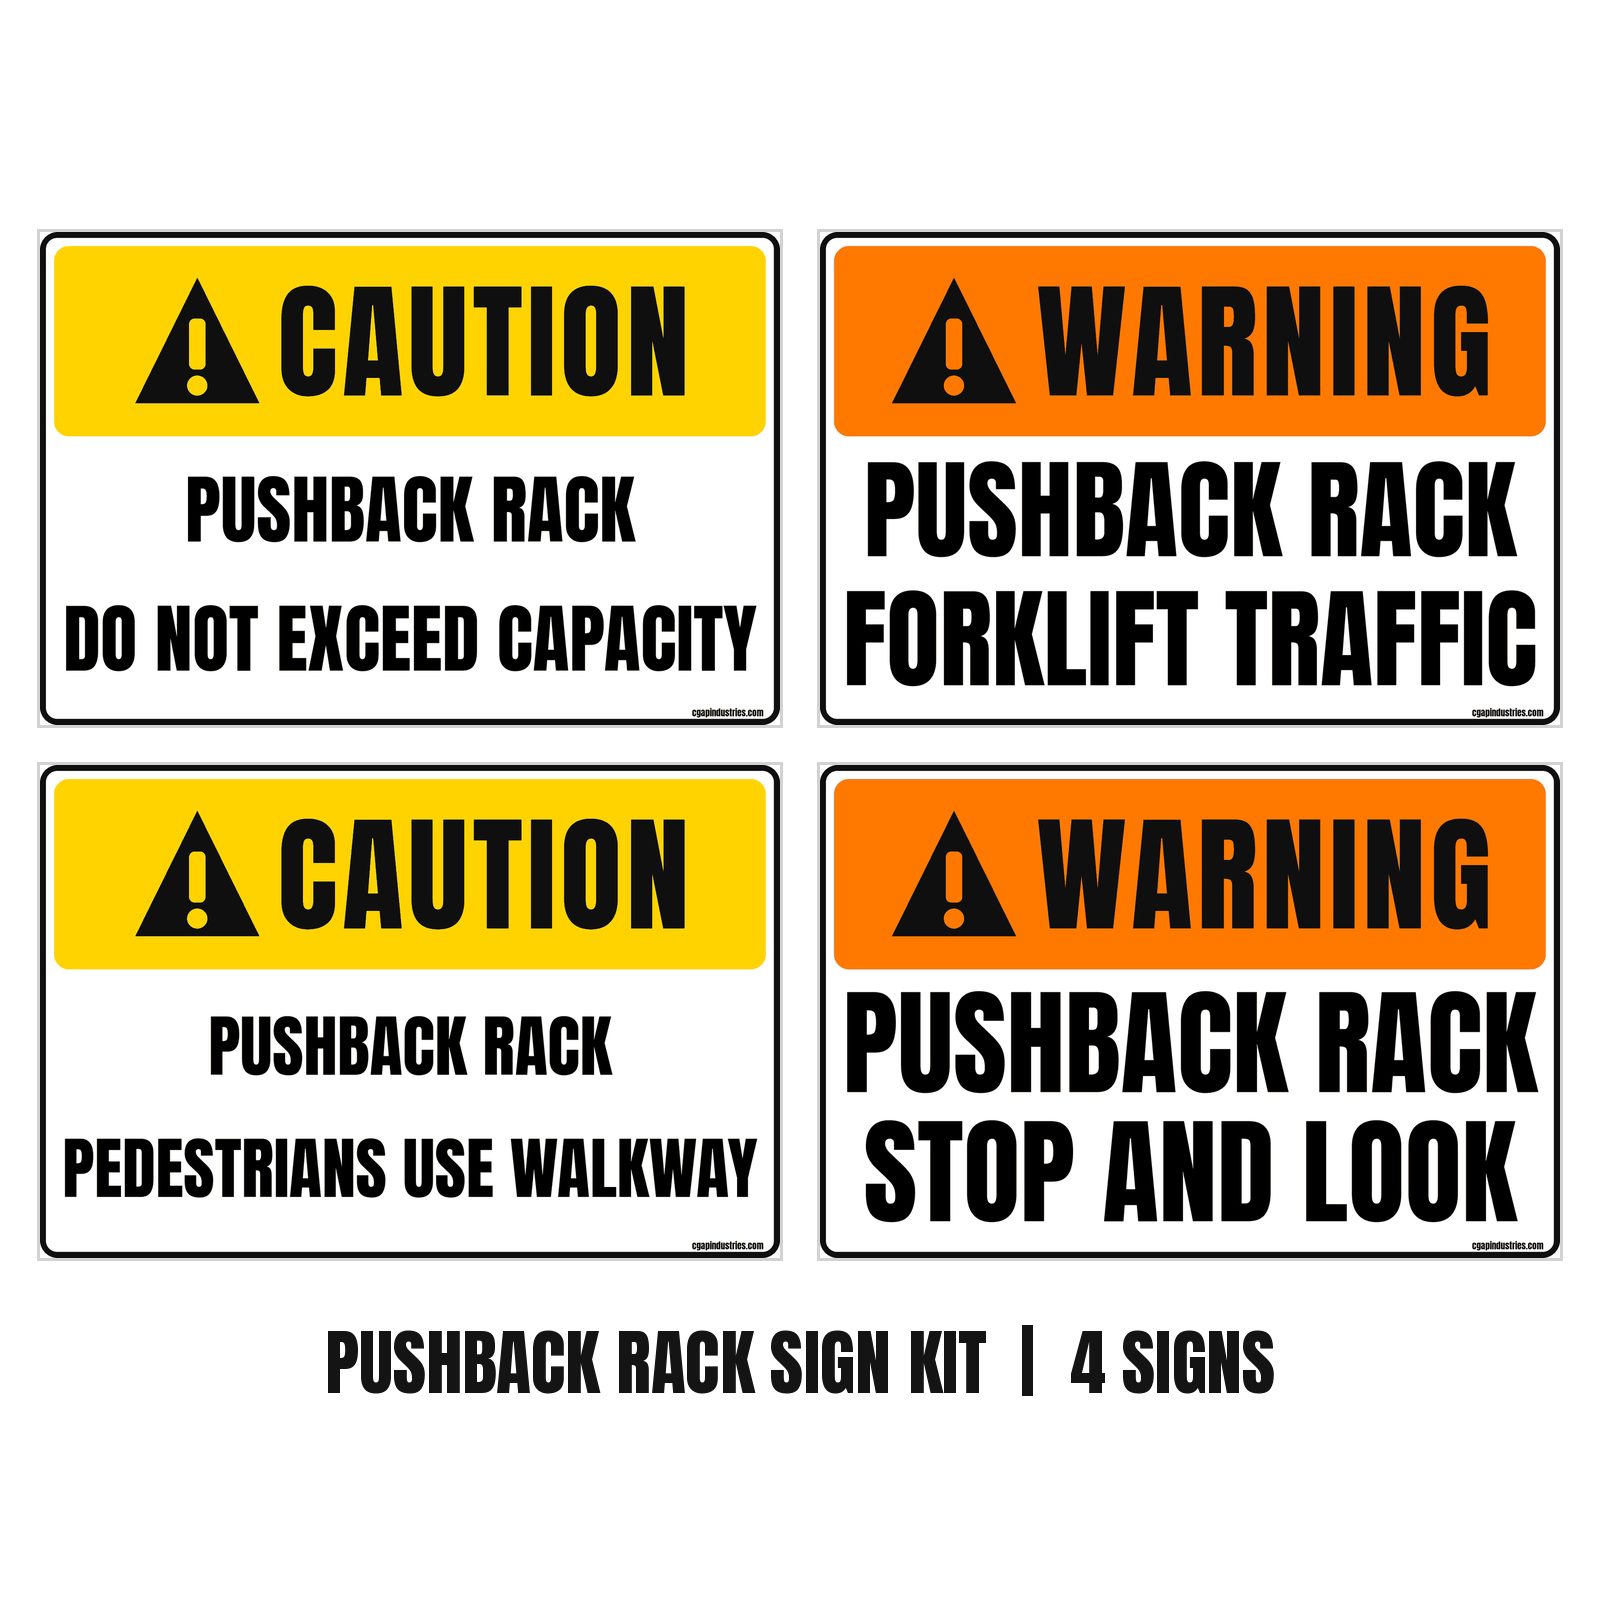 CAUTION
PUSHBACK RACK
DO NOT EXCEED CAPACITY
cgapindustries.com
WARNING
PUSHBACK RACK
FORKLIFT TRAFFIC
cgapindustries.com
CAUTION
PUSHBACK RACK
PEDESTRIANS USE WALKWAY
cgapindustries.com
WARNING
PUSHBACK RACK
STOP AND LOOK
cgapindustries.com
PUSHBACK RACK SIGN KIT | 4 SIGNS